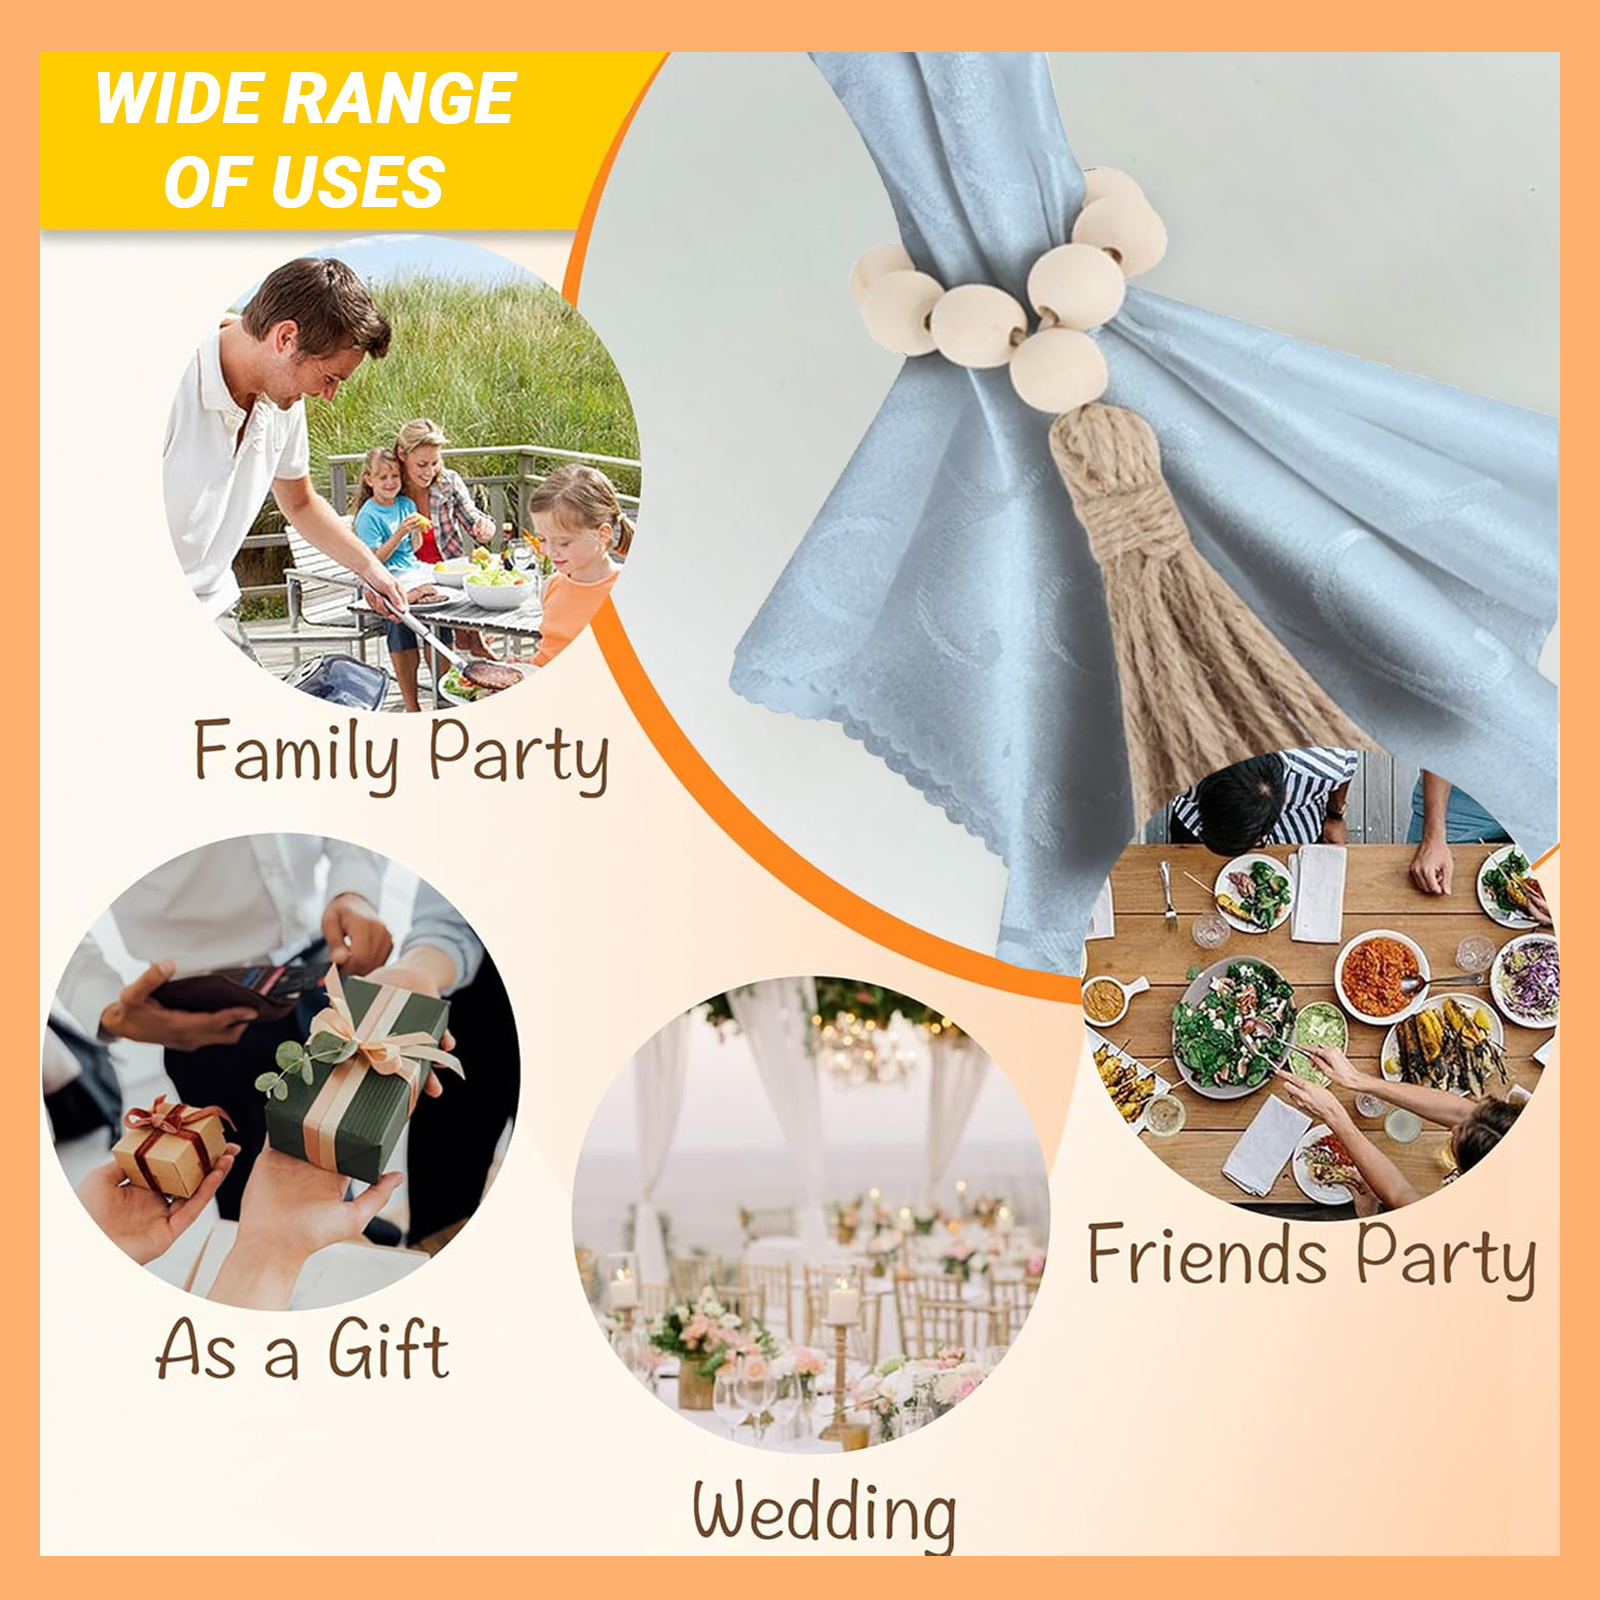 WIDE RANGE
OF USES
Family Party
As a Gift
Friends Party
Wedding